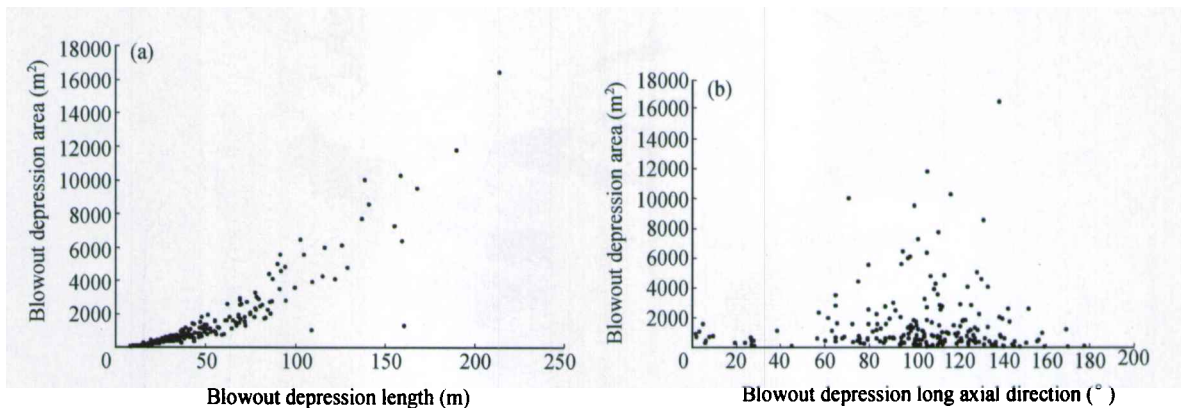 (a)
Blowout depression area (m²)
18000
16000
14000
12000
10000
8000
6000
4000
2000
0 50 100 150 200 250
Blowout depression length (m)
(b)
Blowout depression area (m²)
18000
16000
14000
12000
10000
8000
6000
4000
2000
0 20 40 60 80 100 120 140 160 180 200
Blowout depression long axial direction (°)